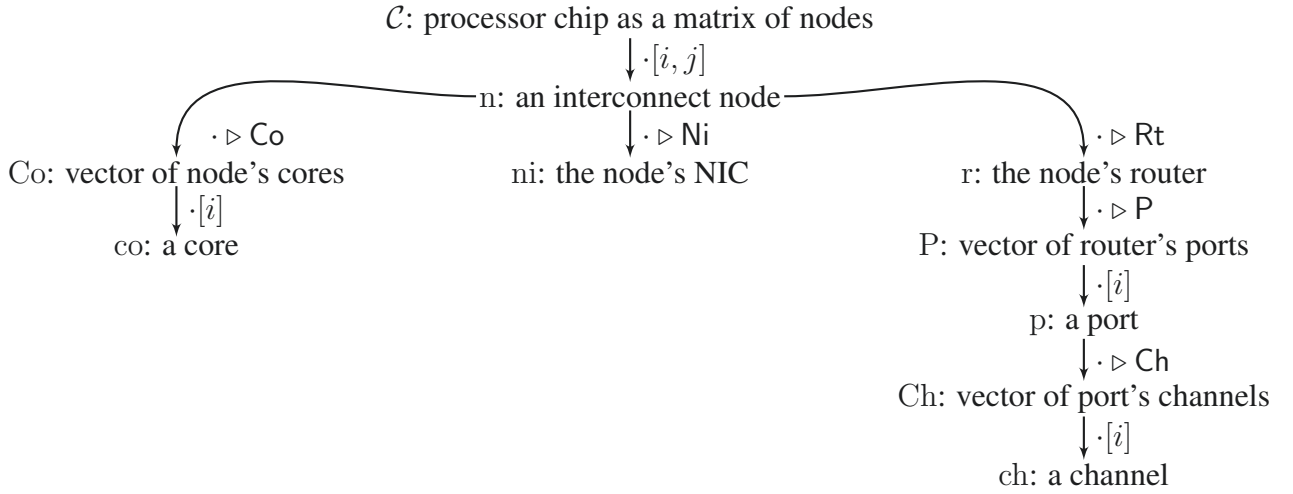 𝒞: processor chip as a matrix of nodes
·[i, j]
n: an interconnect node
· ▷ Co · ▷ Ni · ▷ Rt
Co: vector of node's cores ni: the node's NIC r: the node's router
·[i] · ▷ P
co: a core P: vector of router's ports
·[i]
p: a port
· ▷ Ch
Ch: vector of port's channels
·[i]
ch: a channel